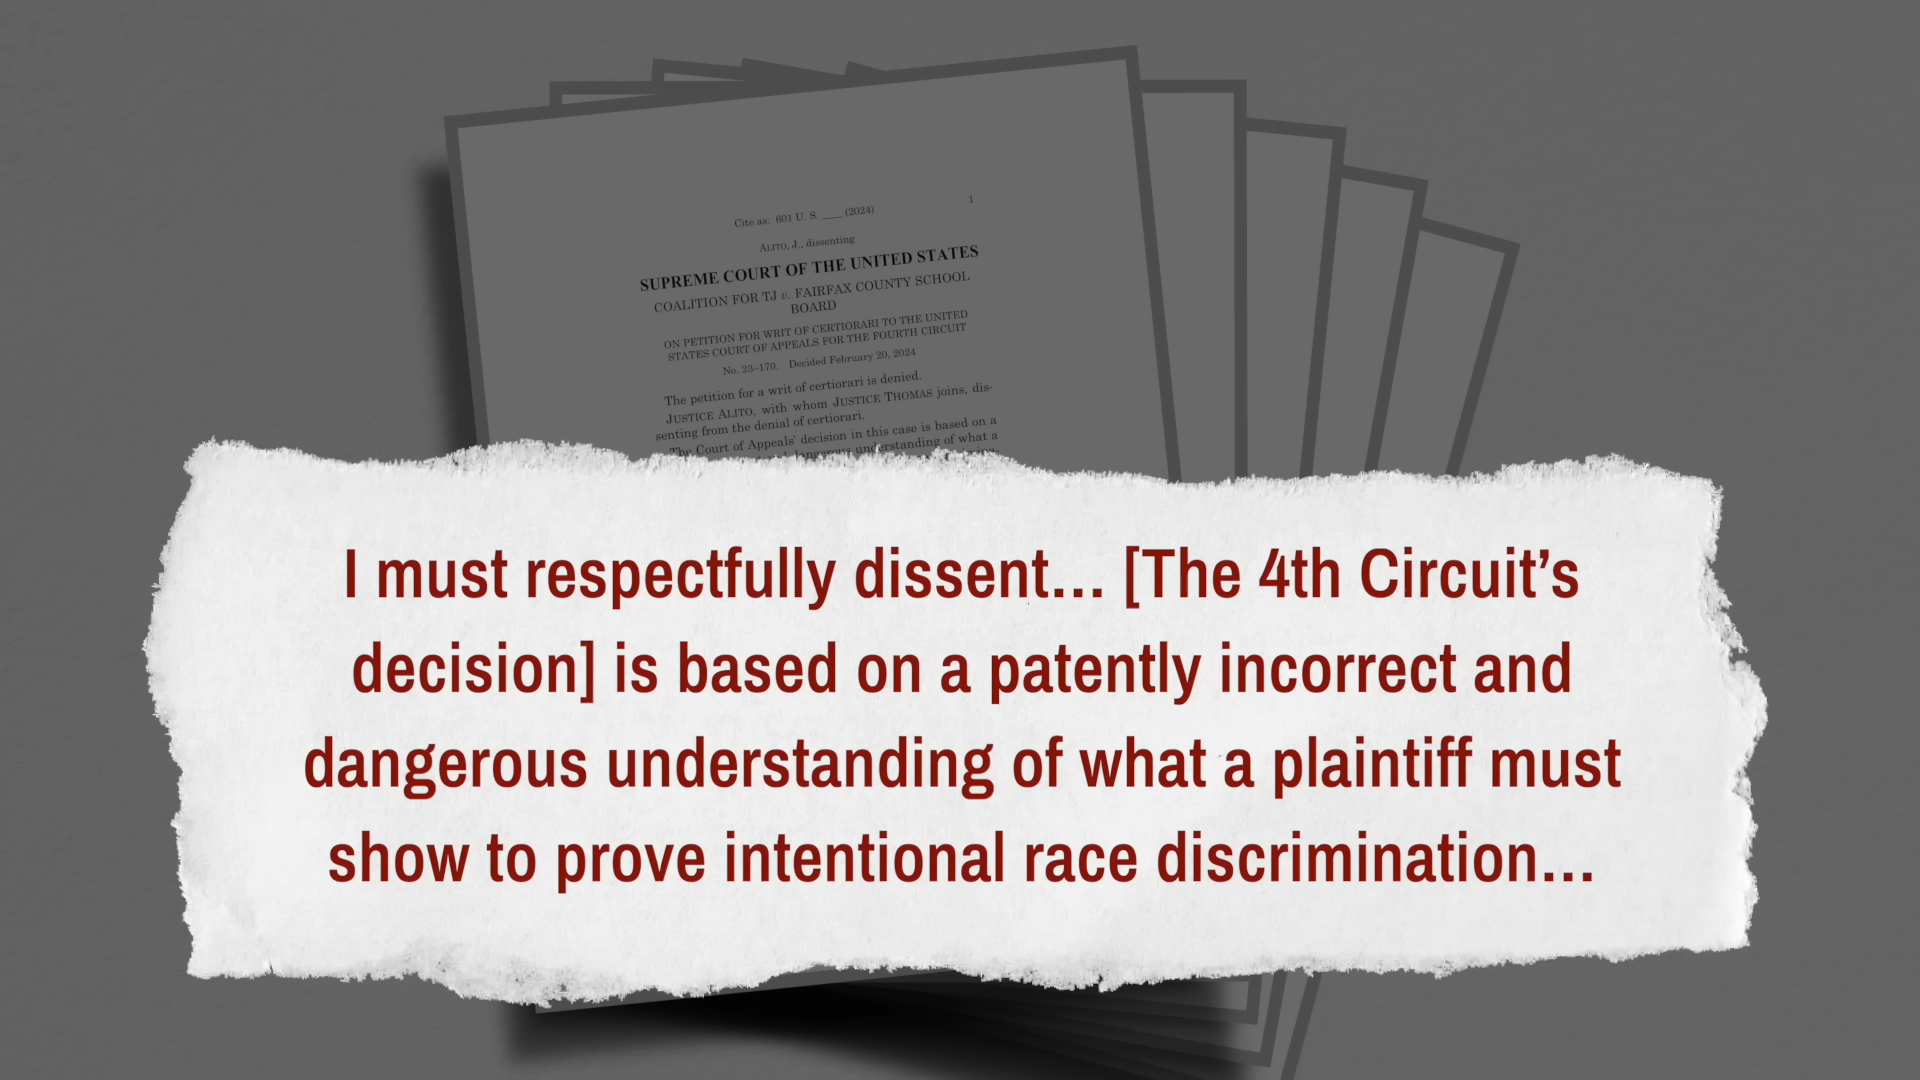 Cite as: 601 U. S. ____ (2024)
1
ALITO, J., dissenting
SUPREME COURT OF THE UNITED STATES
COALITION FOR TJ v. FAIRFAX COUNTY SCHOOL
BOARD
ON PETITION FOR WRIT OF CERTIORARI TO THE UNITED
STATES COURT OF APPEALS FOR THE FOURTH CIRCUIT
No. 23–170. Decided February 20, 2024
The petition for a writ of certiorari is denied.
JUSTICE ALITO, with whom JUSTICE THOMAS joins, dis-
senting from the denial of certiorari.
The Court of Appeals’ decision in this case is based on a
dangerous understanding of what a
I must respectfully dissent... [The 4th Circuit’s
decision] is based on a patently incorrect and
dangerous understanding of what a plaintiff must
show to prove intentional race discrimination...